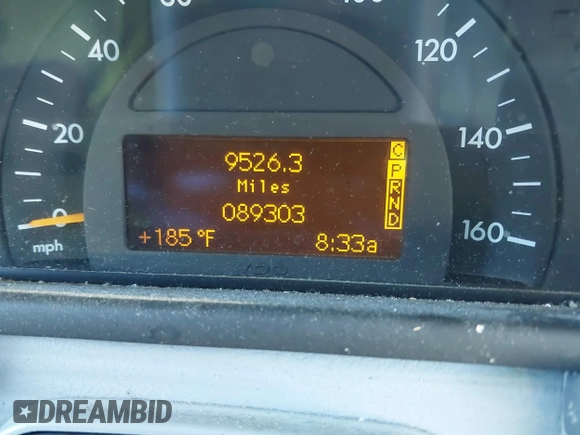 40
120
20
140
0
160
mph
9526.3
Miles
089303
+185°F
8:33a
C
P
R
N
D
DREAMBID